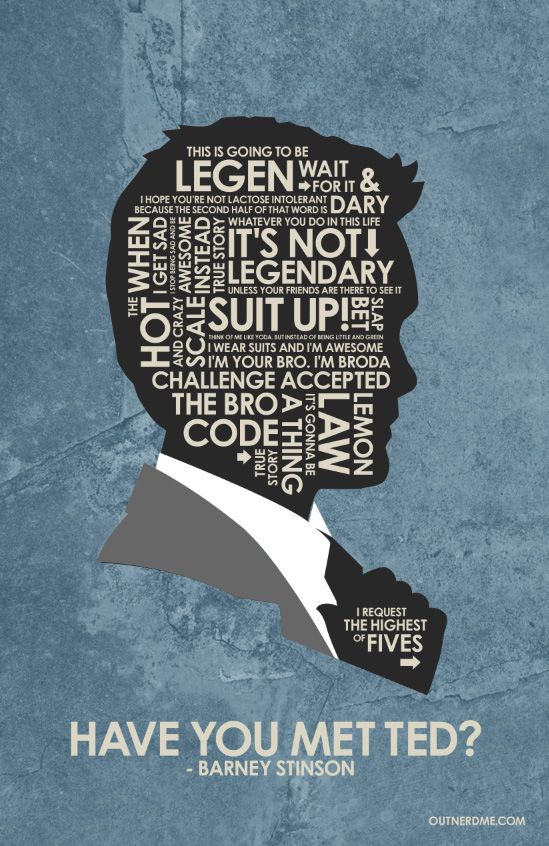 THIS IS GOING TO BE
LEGEN WAIT
→FOR IT &
I HOPE YOU'RE NOT LACTOSE INTOLERANT
BECAUSE THE SECOND HALF OF THAT WORD IS DARY
WHATEVER YOU DO IN THIS LIFE
IT'S NOT↓
LEGENDARY
UNLESS YOUR FRIENDS ARE THERE TO SEE IT
TRUE STORY
WHEN
I GET SAD
I STOP BEING SAD AND BE
AWESOME
INSTEAD
TRUE STORY
THE
HOT
AND CRAZY
SCALE
SUIT UP!
SLAP
BET
THINK OF ME LIKE YODA, BUT INSTEAD OF BEING LITTLE AND GREEN
I WEAR SUITS AND I'M AWESOME
I'M YOUR BRO. I'M BRODA
CHALLENGE ACCEPTED
THE BRO
CODE
→
TRUE
STORY
A THING
IT'S GONNA BE
LEMON
LAW
I REQUEST
THE HIGHEST
OF FIVES
→
HAVE YOU MET TED?
- BARNEY STINSON
OUTNERDME.COM